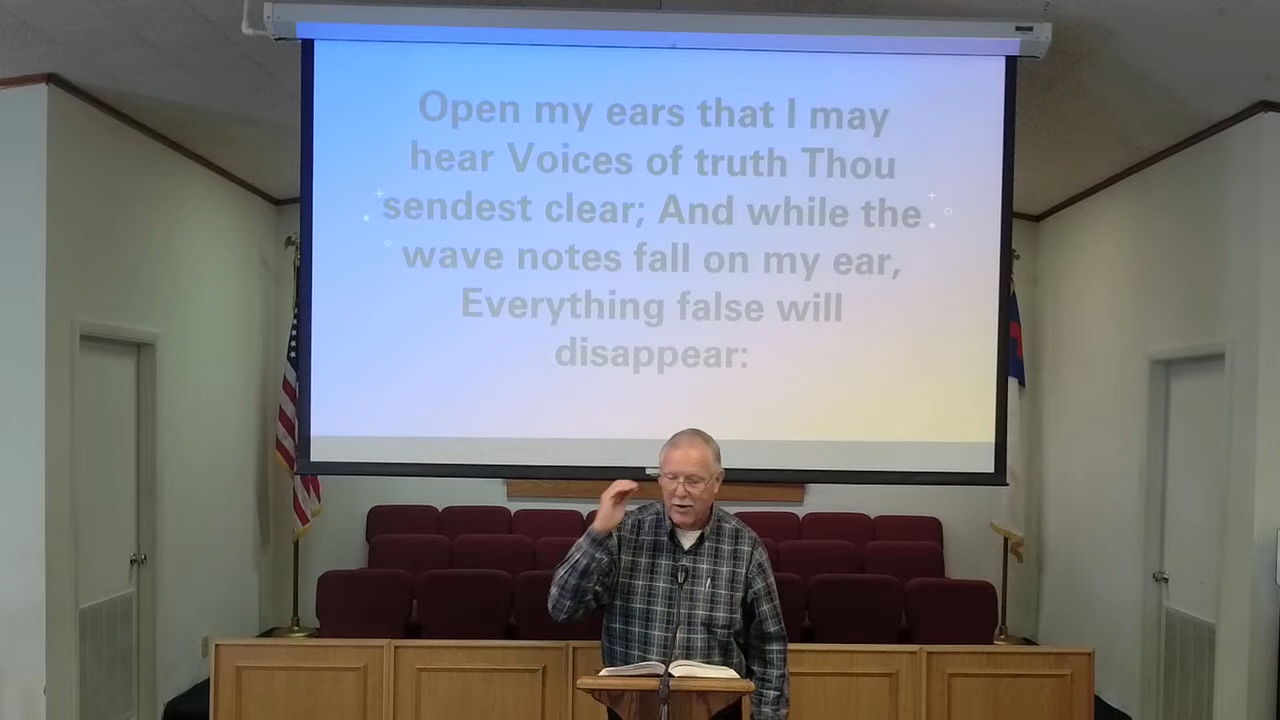 Open my ears that I may
hear Voices of truth Thou
sendest clear; And while the
wave notes fall on my ear,
Everything false will
disappear: